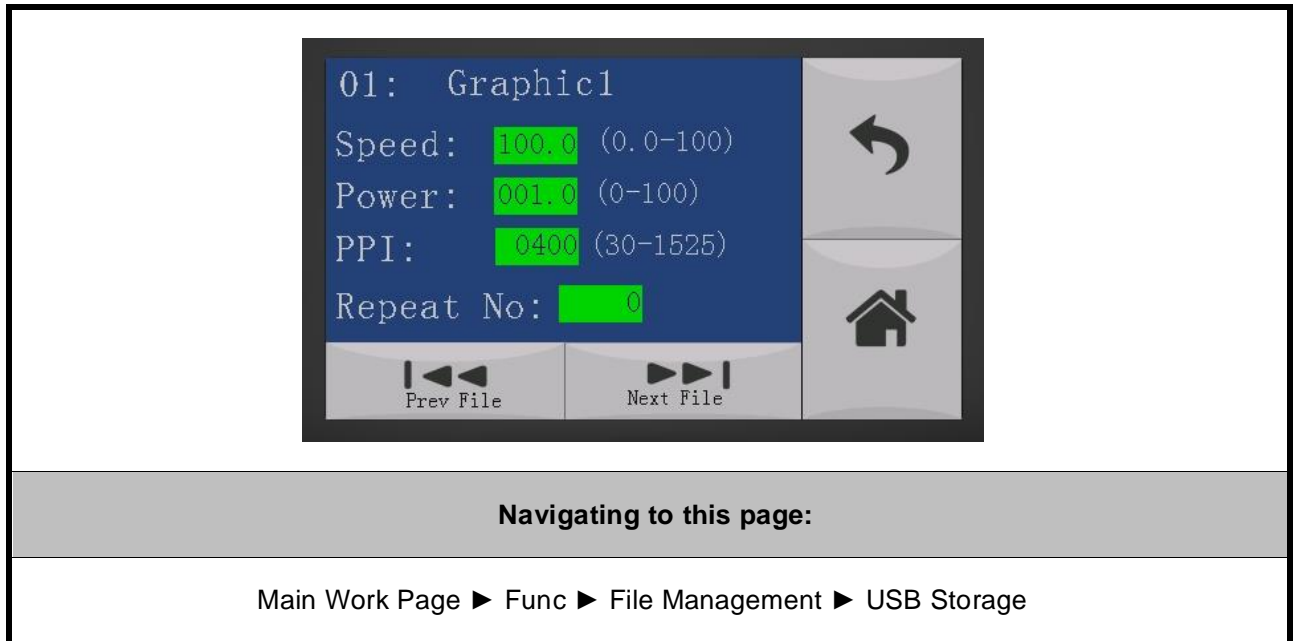 01: Graphic1
Speed: 100.0 (0.0-100)
Power: 001.0 (0-100)
PPI: 0400 (30-1525)
Repeat No: 0
Prev File Next File
Navigating to this page:
Main Work Page ► Func ► File Management ► USB Storage